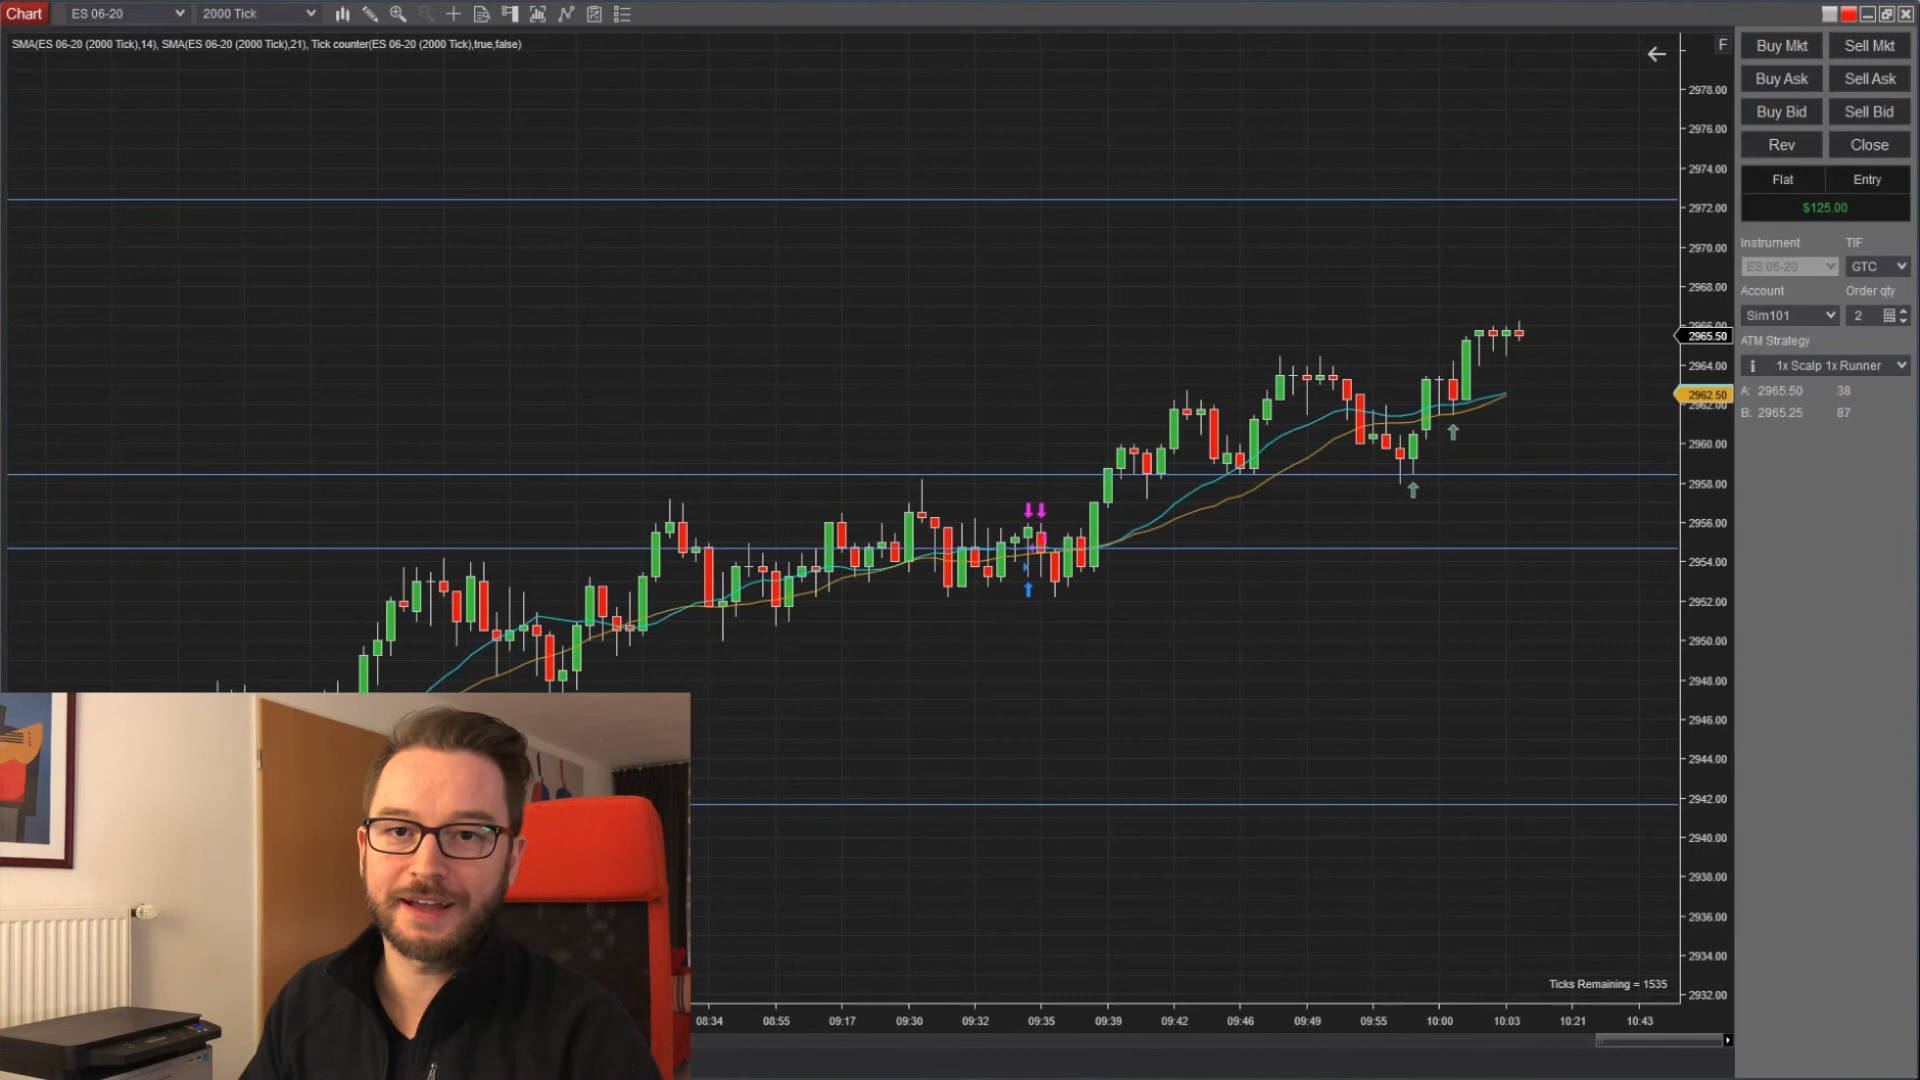 Chart ES 06-20 2000 Tick
SMA(ES 06-20 (2000 Tick),14), SMA(ES 06-20 (2000 Tick),21), Tick counter(ES 06-20 (2000 Tick),true,false)
F
2978.00
2976.00
2974.00
2972.00
2970.00
2968.00
2966.00
2965.50
2964.00
2962.50
2962.00
2960.00
2958.00
2956.00
2954.00
2952.00
2950.00
2948.00
2946.00
2944.00
2942.00
2940.00
2938.00
2936.00
2934.00
2932.00
Ticks Remaining = 1535
08:34 08:55 09:17 09:30 09:32 09:35 09:39 09:42 09:46 09:49 09:55 10:00 10:03 10:21 10:43
Buy Mkt Sell Mkt
Buy Ask Sell Ask
Buy Bid Sell Bid
Rev Close
Flat Entry
$125.00
Instrument TIF
ES 06-20 GTC
Account Order qty
Sim101 2
ATM Strategy
1x Scalp 1x Runner
A: 2965.50 38
B: 2965.25 87